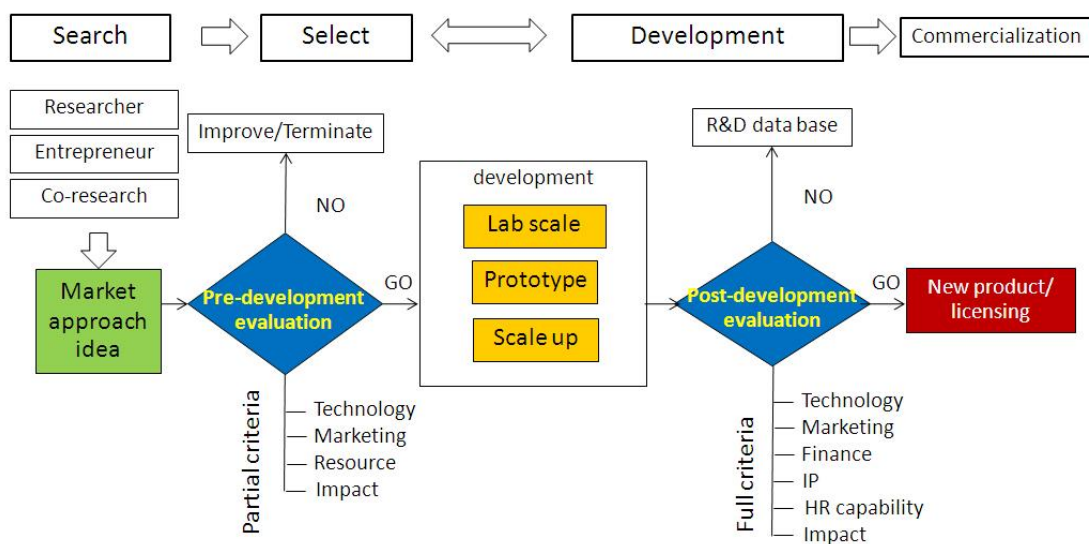 Search
Select
Development
Commercialization
Researcher
Entrepreneur
Co-research
Improve/Terminate
R&D data base
NO
NO
development
Lab scale
Prototype
Scale up
Market
approach
idea
Pre-development
evaluation
GO
Post-development
evaluation
GO
New product/
licensing
Partial criteria
Technology
Marketing
Resource
Impact
Full criteria
Technology
Marketing
Finance
IP
HR capability
Impact